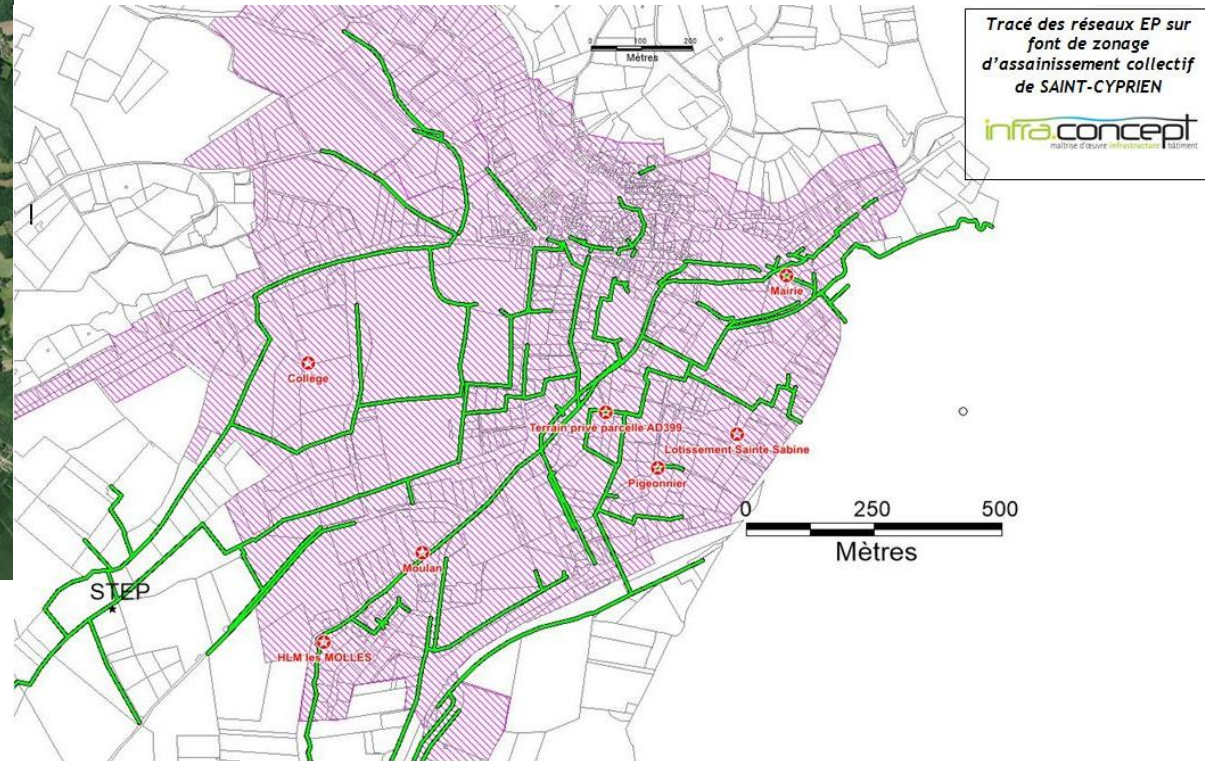 Tracé des réseaux EP sur
font de zonage
d'assainissement collectif
de SAINT-CYPRIEN
infra.concept
maîtrise d'œuvre infrastructure bâtiment
0 100 200
Mètres
Mairie
Collège
Terrain privé parcelle AD399
Lotissement Sainte Sabine
Pigeonnier
0 250 500
Mètres
Moulan
STEP
HLM les MOLLES